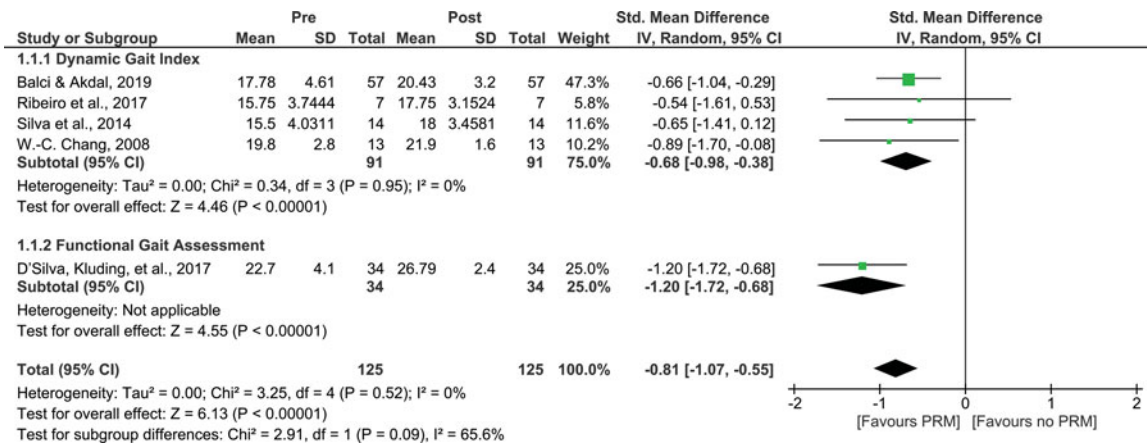 Pre Post Std. Mean Difference Std. Mean Difference
Study or Subgroup Mean SD Total Mean SD Total Weight IV, Random, 95% CI IV, Random, 95% CI
1.1.1 Dynamic Gait Index
Balci & Akdal, 2019 17.78 4.61 57 20.43 3.2 57 47.3% -0.66 [-1.04, -0.29]
Ribeiro et al., 2017 15.75 3.7444 7 17.75 3.1524 7 5.8% -0.54 [-1.61, 0.53]
Silva et al., 2014 15.5 4.0311 14 18 3.4581 14 11.6% -0.65 [-1.41, 0.12]
W.-C. Chang, 2008 19.8 2.8 13 21.9 1.6 13 10.2% -0.89 [-1.70, -0.08]
Subtotal (95% CI) 91 91 75.0% -0.68 [-0.98, -0.38]
Heterogeneity: Tau² = 0.00; Chi² = 0.34, df = 3 (P = 0.95); I² = 0%
Test for overall effect: Z = 4.46 (P < 0.00001)
1.1.2 Functional Gait Assessment
D'Silva, Kluding, et al., 2017 22.7 4.1 34 26.79 2.4 34 25.0% -1.20 [-1.72, -0.68]
Subtotal (95% CI) 34 34 25.0% -1.20 [-1.72, -0.68]
Heterogeneity: Not applicable
Test for overall effect: Z = 4.55 (P < 0.00001)
Total (95% CI) 125 125 100.0% -0.81 [-1.07, -0.55]
Heterogeneity: Tau² = 0.00; Chi² = 3.25, df = 4 (P = 0.52); I² = 0%
Test for overall effect: Z = 6.13 (P < 0.00001)
Test for subgroup differences: Chi² = 2.91, df = 1 (P = 0.09), I² = 65.6%
-2 -1 0 1 2
[Favours PRM] [Favours no PRM]